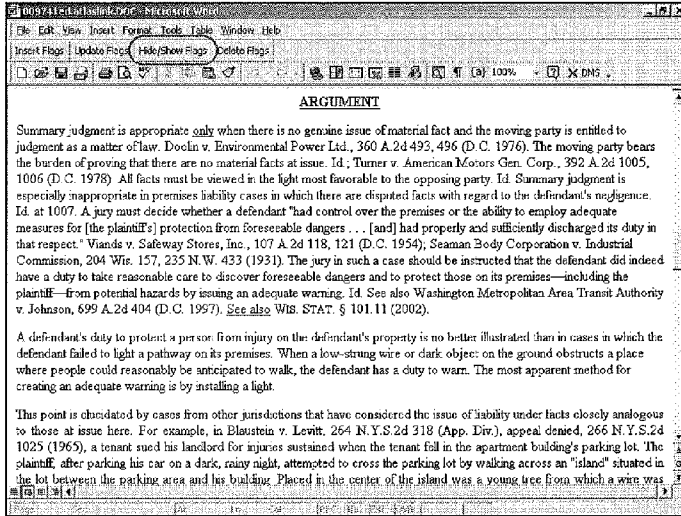 009741ed.atlaslink.DOC - Microsoft Word
File Edit View Insert Format Tools Table Window Help
Insert Flags Update Flags Hide/Show Flags Delete Flags
100%
ARGUMENT
Summary judgment is appropriate only when there is no genuine issue of material fact and the moving party is entitled to
judgment as a matter of law. Doolin v. Environmental Power Ltd., 360 A.2d 493, 496 (D.C. 1976). The moving party bears
the burden of proving that there are no material facts at issue. Id.; Turner v. American Motors Gen. Corp., 392 A.2d 1005,
1006 (D.C. 1978). All facts must be viewed in the light most favorable to the opposing party. Id. Summary judgment is
especially inappropriate in premises liability cases in which there are disputed facts with regard to the defendant's negligence.
Id. at 1007. A jury must decide whether a defendant "had control over the premises or the ability to employ adequate
measures for [the plaintiff's] protection from foreseeable dangers . . . [and] had properly and sufficiently discharged its duty in
that respect." Viands v. Safeway Stores, Inc., 107 A.2d 118, 121 (D.C. 1954); Seaman Body Corporation v. Industrial
Commission, 204 Wis. 157, 235 N.W. 433 (1931). The jury in such a case should be instructed that the defendant did indeed
have a duty to take reasonable care to discover foreseeable dangers and to protect those on its premises—including the
plaintiff—from potential hazards by issuing an adequate warning. Id. See also Washington Metropolitan Area Transit Authority
v. Johnson, 699 A.2d 404 (D.C. 1997). See also WIS. STAT. § 101.11 (2002).
A defendant's duty to protect a person from injury on the defendant's property is no better illustrated than in cases in which the
defendant failed to light a pathway on its premises. When a low-strung wire or dark object on the ground obstructs a place
where people could reasonably be anticipated to walk, the defendant has a duty to warn. The most apparent method for
creating an adequate warning is by installing a light.
This point is elucidated by cases from other jurisdictions that have considered the issue of liability under facts closely analogous
to those at issue here. For example, in Blaustein v. Levitt, 264 N.Y.S.2d 318 (App. Div.), appeal denied, 266 N.Y.S.2d
1025 (1965), a tenant sued his landlord for injuries sustained when the tenant fell in the apartment building's parking lot. The
plaintiff, after parking his car on a dark, rainy night, attempted to cross the parking lot by walking across an "island" situated in
the lot between the parking area and his building. Placed in the center of the island was a young tree from which a wire was